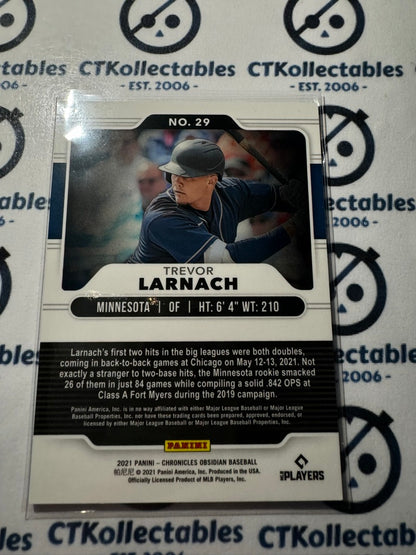 CTKollectables
- EST. 2006 -
NO. 29
TREVOR
LARNACH
MINNESOTA | OF | HT: 6' 4" WT: 210
Larnach's first two hits in the big leagues were both doubles,
coming in back-to-back games at Chicago on May 12-13, 2021. Not
exactly a stranger to two-base hits, the Minnesota rookie smacked
26 of them in just 84 games while compiling a solid .842 OPS at
Class A Fort Myers during the 2019 campaign.
Panini America, Inc. is in no way affiliated with either Major League Baseball or Major League
Baseball Properties, Inc. nor have these trading cards been prepared, approved, endorsed, or
licensed by either Major League Baseball or Major League Baseball Properties, Inc.
PANINI
2021 PANINI – CHRONICLES OBSIDIAN BASEBALL
帕尼尼 © 2021 Panini America, Inc. Produced in the USA.
Officially Licensed Product of MLB Players, Inc.
MLB PLAYERS
CTKollectables
- EST. 2006 -